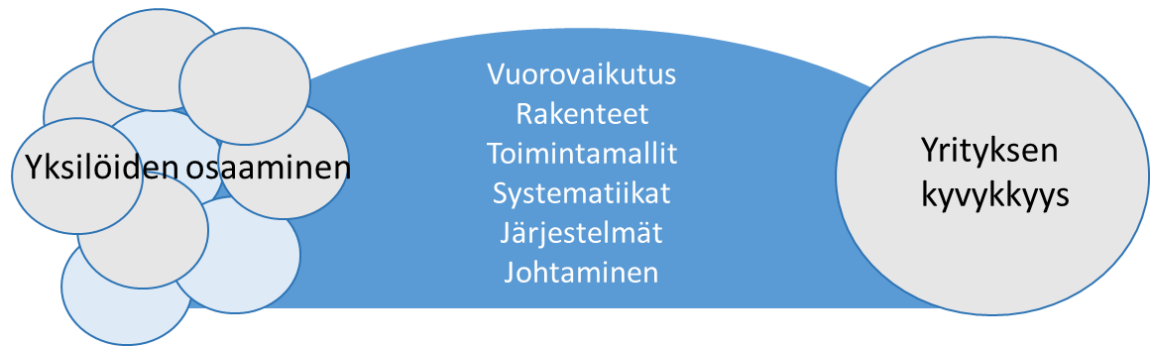 Yksilöiden osaaminen
Vuorovaikutus
Rakenteet
Toimintamallit
Systematiikat
Järjestelmät
Johtaminen
Yrityksen
kyvykkyys